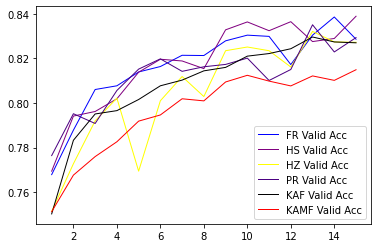 0.84
0.82
0.80
0.78
0.76
FR Valid Acc
HS Valid Acc
HZ Valid Acc
PR Valid Acc
KAF Valid Acc
KAMF Valid Acc
2 4 6 8 10 12 14